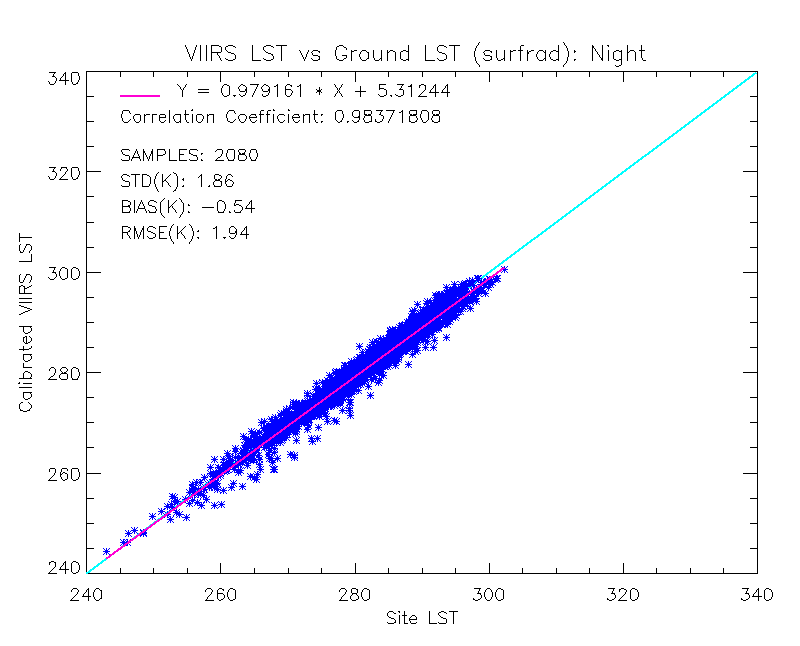 VIIRS LST vs Ground LST (surfrad): Night
Y = 0.979161 * X + 5.31244
Correlation Coefficient: 0.98371808
SAMPLES: 2080
STD(K): 1.86
BIAS(K): −0.54
RMSE(K): 1.94
Calibrated VIIRS LST
340
320
300
280
260
240
240 260 280 300 320 340
Site LST